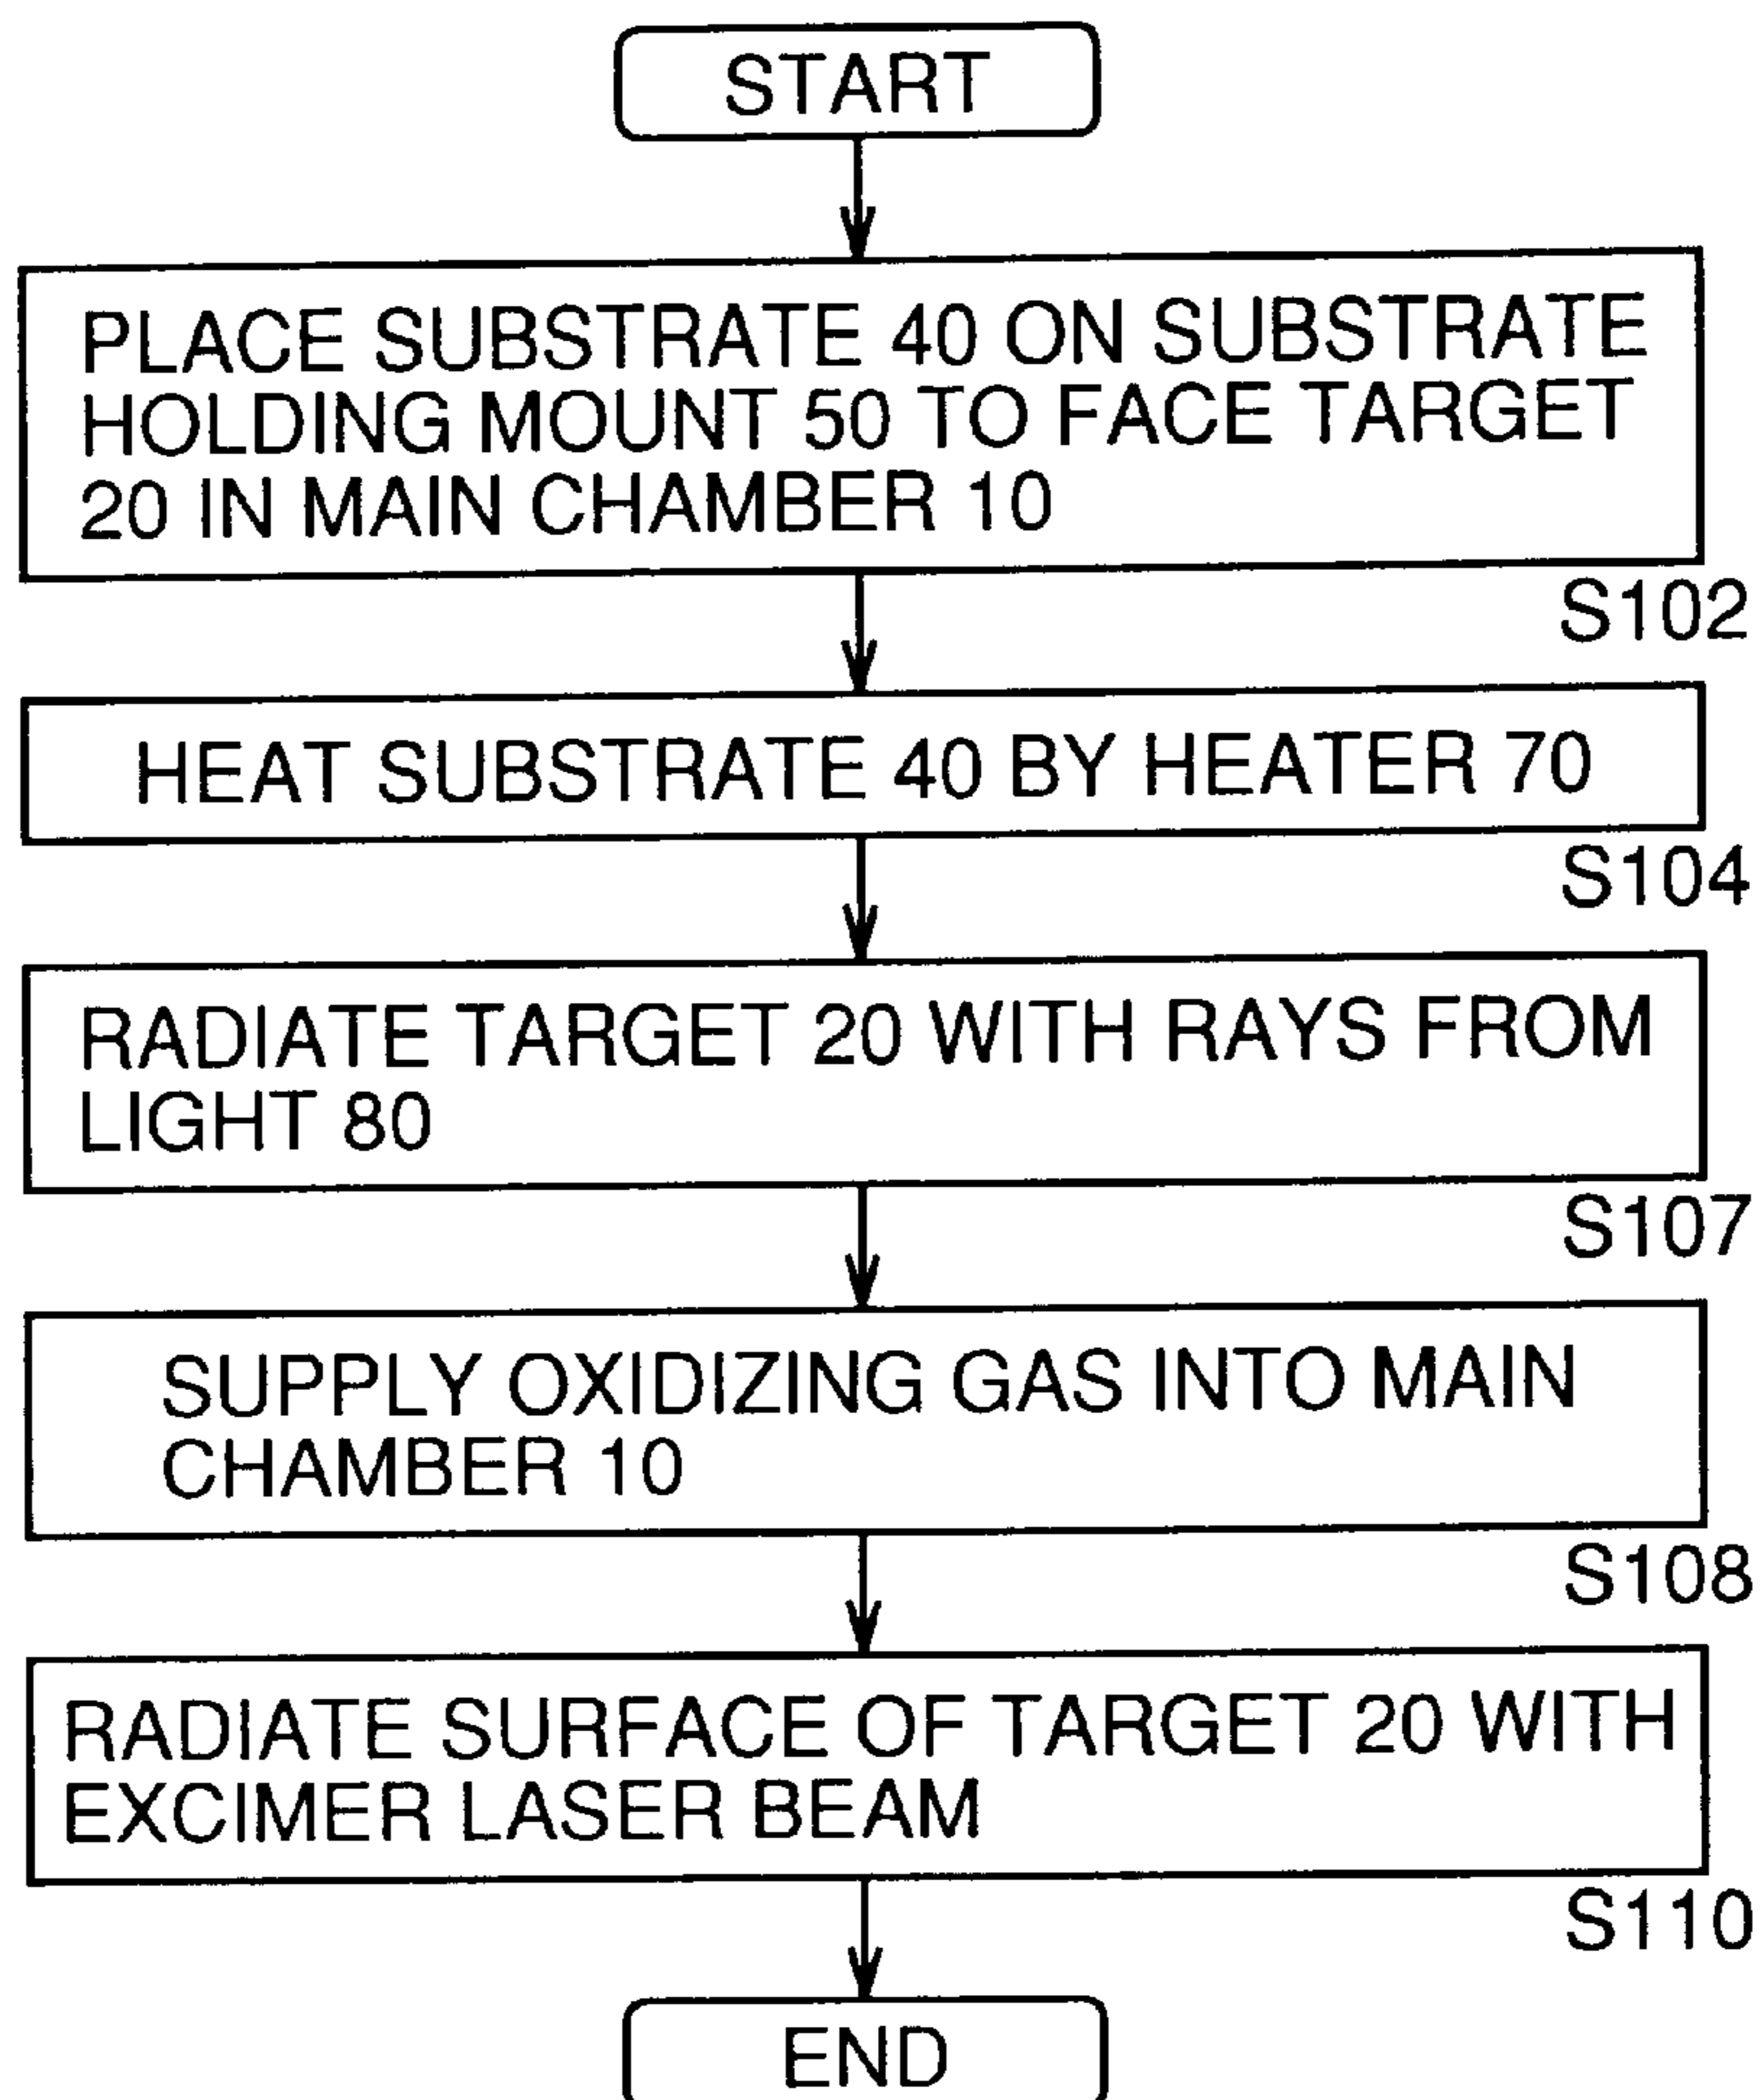 START
PLACE SUBSTRATE 40 ON SUBSTRATE
HOLDING MOUNT 50 TO FACE TARGET
20 IN MAIN CHAMBER 10
S102
HEAT SUBSTRATE 40 BY HEATER 70
S104
RADIATE TARGET 20 WITH RAYS FROM
LIGHT 80
S107
SUPPLY OXIDIZING GAS INTO MAIN
CHAMBER 10
S108
RADIATE SURFACE OF TARGET 20 WITH
EXCIMER LASER BEAM
S110
END